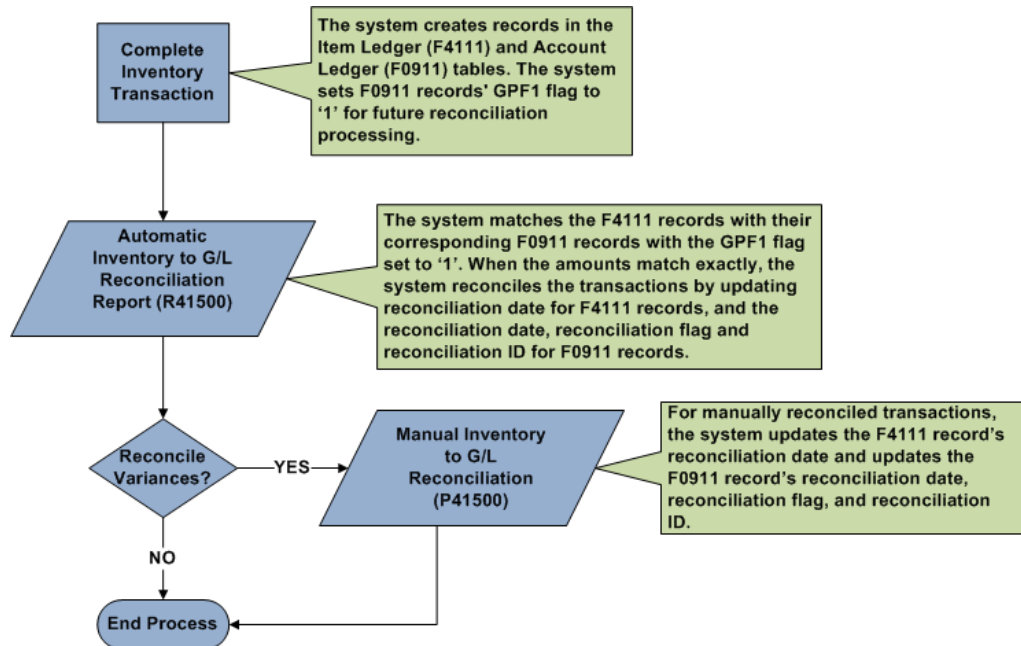 Complete
Inventory
Transaction
The system creates records in the
Item Ledger (F4111) and Account
Ledger (F0911) tables. The system
sets F0911 records' GPF1 flag to
‘1’ for future reconciliation
processing.
Automatic
Inventory to G/L
Reconciliation
Report (R41500)
The system matches the F4111 records with their
corresponding F0911 records with the GPF1 flag
set to ‘1’. When the amounts match exactly, the
system reconciles the transactions by updating
reconciliation date for F4111 records, and the
reconciliation date, reconciliation flag and
reconciliation ID for F0911 records.
Reconcile
Variances?
YES
Manual Inventory
to G/L
Reconciliation
(P41500)
For manually reconciled transactions,
the system updates the F4111 record’s
reconciliation date and updates the
F0911 record’s reconciliation date,
reconciliation flag, and reconciliation
ID.
NO
End Process